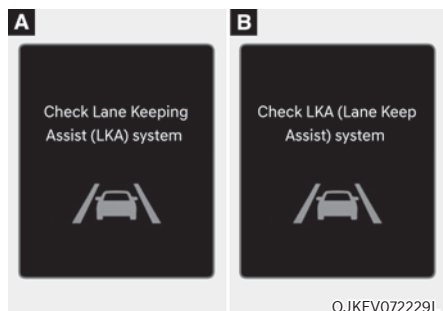 A
Check Lane Keeping
Assist (LKA) system
B
Check LKA (Lane Keep
Assist) system
OJKEV072229L